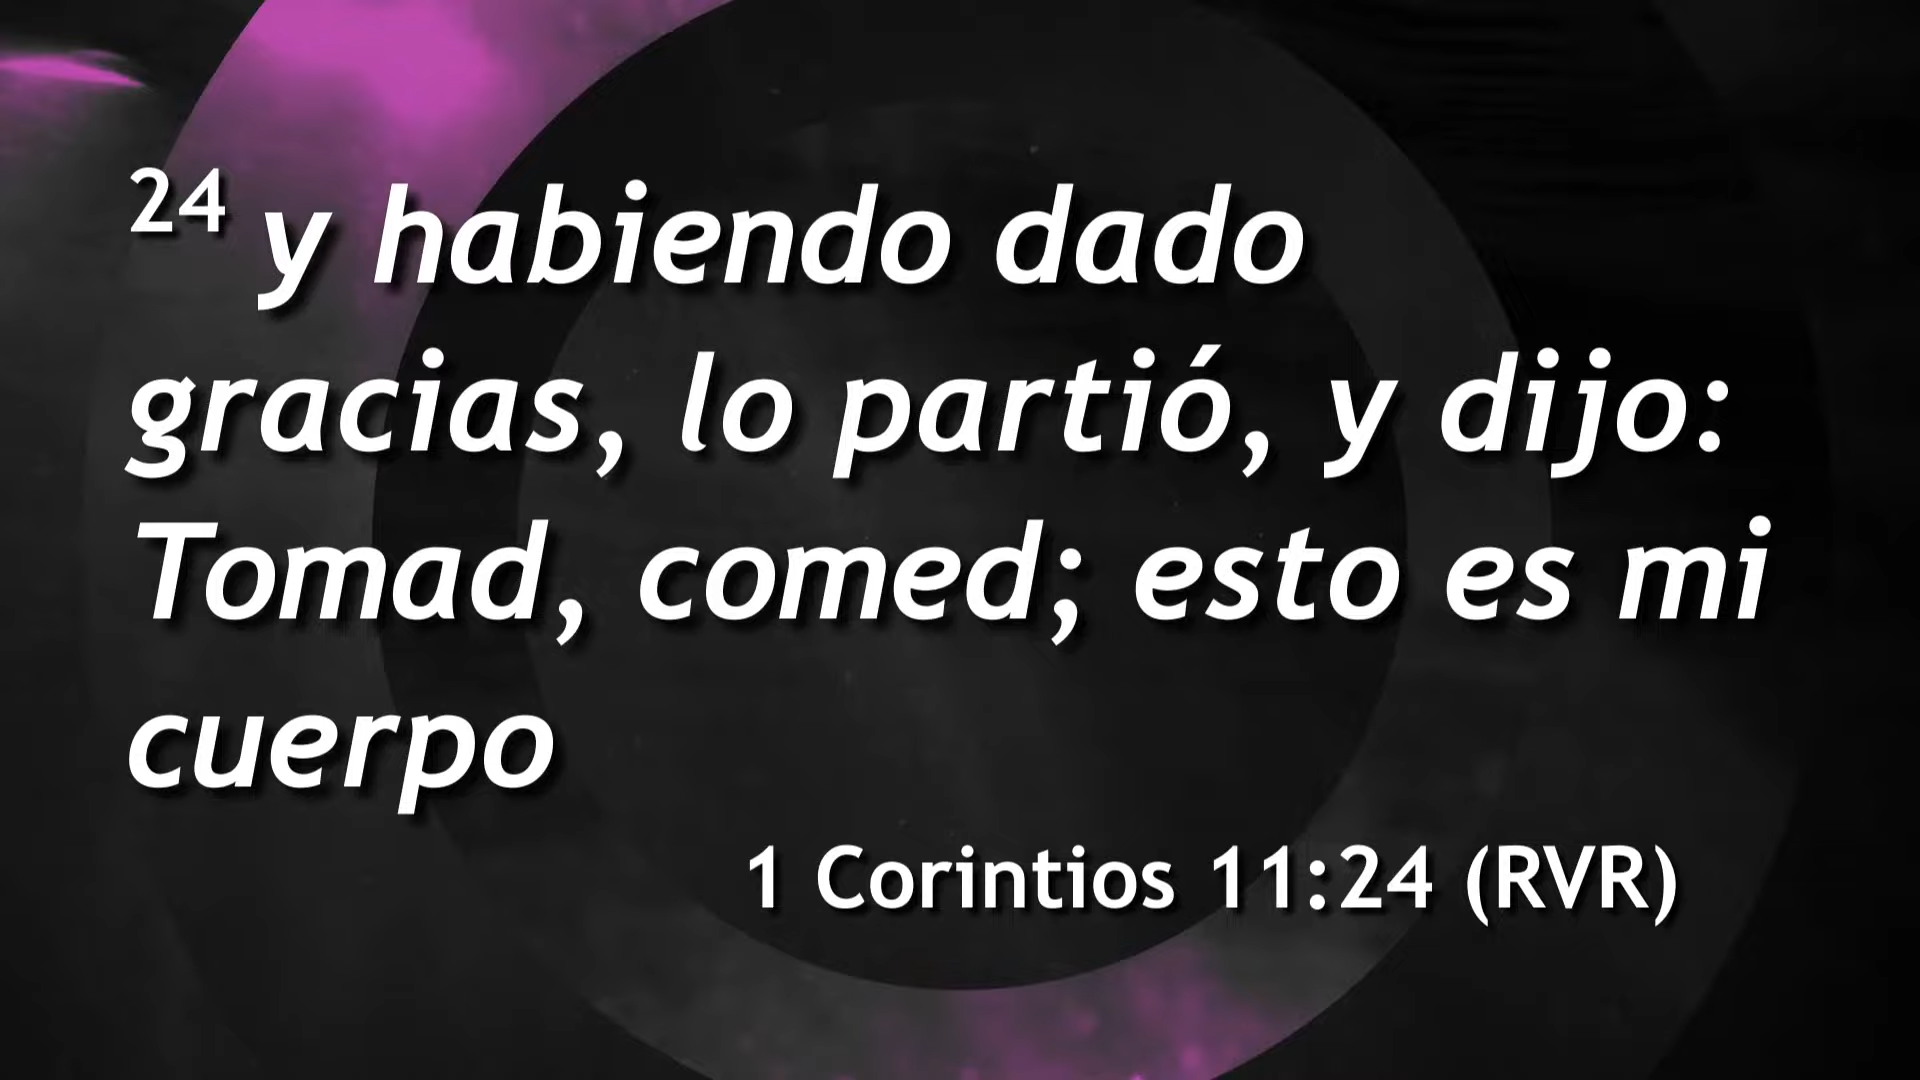 24 y habiendo dado
gracias, lo partió, y dijo:
Tomad, comed; esto es mi
cuerpo
1 Corintios 11:24 (RVR)